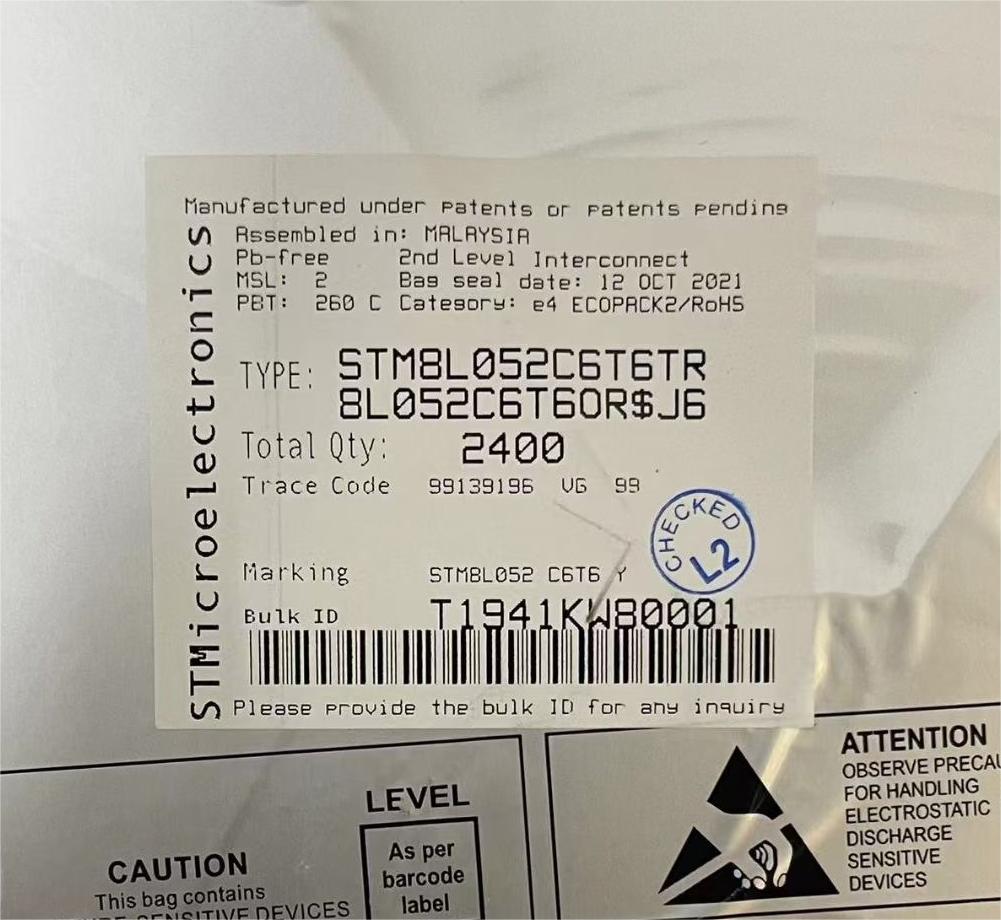 Manufactured under patents or patents pending
STMicroelectronics
Assembled in: MALAYSIA
Pb-free 2nd Level Interconnect
MSL: 2 Bag seal date: 12 OCT 2021
PBT: 260 C Category: e4 ECOPACK2/RoHS
TYPE: STM8L052C6T6TR
8L052C6T6OR$J6
Total Qty: 2400
Trace Code 99139196 VG 99
CHECKED
L2
Marking STM8L052 C6T6 Y
Bulk ID T1941KW80001
Please provide the bulk ID for any inquiry
LEVEL
As per
barcode
label
CAUTION
This bag contains
SENSITIVE DEVICES
ATTENTION
OBSERVE
FOR HANDLING
ELECTROSTATIC
DISCHARGE
SENSITIVE
DEVICES